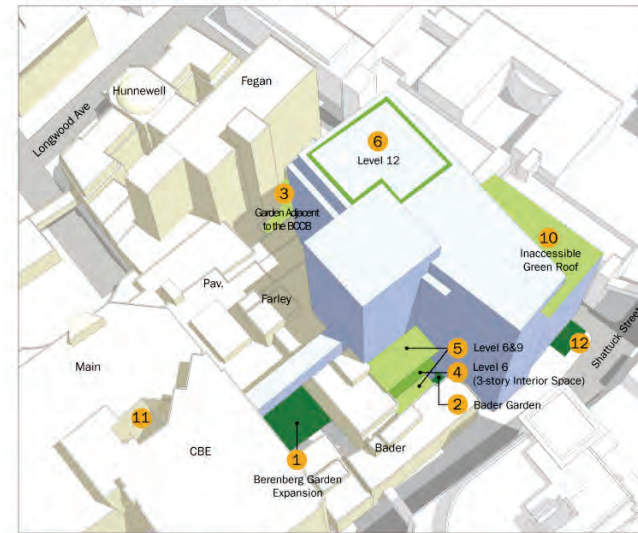 Longwood Ave
Hunnewell
Fegan
6
Level 12
3
Garden Adjacent
to the BCCB
10
Inaccessible
Green Roof
Pav.
Farley
12
Shattuck Street
5 Level 6&9
4 Level 6
(3-story Interior Space)
2 Bader Garden
Main
11
CBE
Bader
1
Berenberg Garden
Expansion